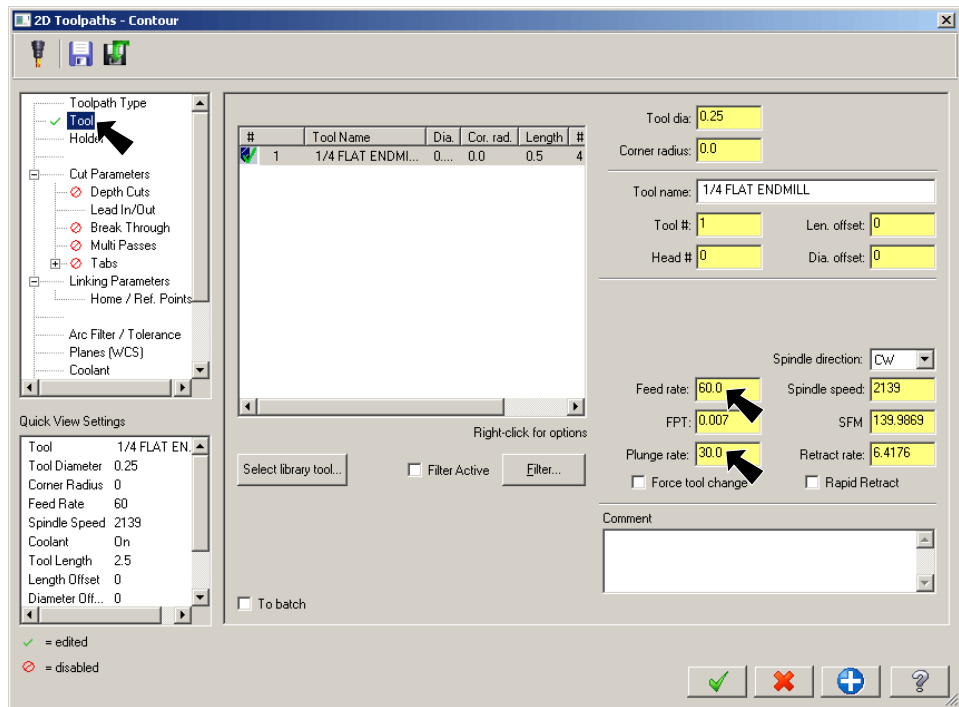 2D Toolpaths - Contour
Toolpath Type
Tool
Holder
Cut Parameters
Depth Cuts
Lead In/Out
Break Through
Multi Passes
Tabs
Linking Parameters
Home / Ref. Points
Arc Filter / Tolerance
Planes (WCS)
Coolant
Quick View Settings
Tool 1/4 FLAT EN.
Tool Diameter 0.25
Corner Radius 0
Feed Rate 60
Spindle Speed 2139
Coolant On
Tool Length 2.5
Length Offset 0
Diameter Off... 0
= edited
= disabled
# Tool Name Dia. Cor. rad. Length #
1 1/4 FLAT ENDMI... 0.... 0.0 0.5 4
Right-click for options
Select library tool... Filter Active Filter...
To batch
Tool dia: 0.25
Corner radius: 0.0
Tool name: 1/4 FLAT ENDMILL
Tool #: 1 Len. offset: 0
Head # 0 Dia. offset: 0
Spindle direction: CW
Feed rate: 60.0 Spindle speed: 2139
FPT: 0.007 SFM 139.9869
Plunge rate: 30.0 Retract rate: 6.4176
Force tool change Rapid Retract
Comment